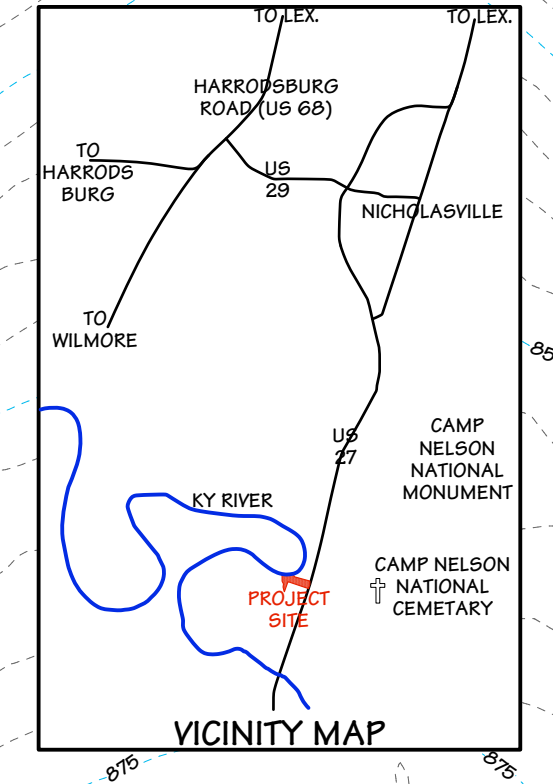 TO LEX.
TO LEX.
HARRODSBURG
ROAD (US 68)
TO
HARRODS
BURG
US
29
NICHOLASVILLE
TO
WILMORE
85
US
27
CAMP
NELSON
NATIONAL
MONUMENT
KY RIVER
CAMP NELSON
NATIONAL
CEMETARY
PROJECT
SITE
VICINITY MAP
875
875